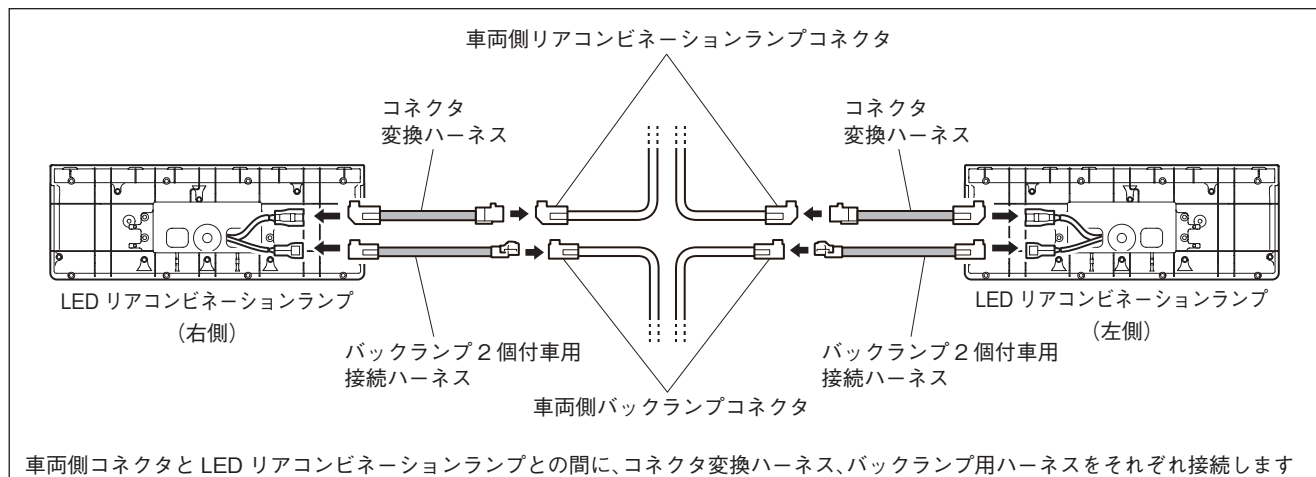 車両側リアコンビネーションランプコネクタ
コネクタ
変換ハーネス
コネクタ
変換ハーネス
LED リアコンビネーションランプ
(右側)
LED リアコンビネーションランプ
(左側)
バックランプ 2 個付車用
接続ハーネス
バックランプ 2 個付車用
接続ハーネス
車両側バックランプコネクタ
車両側コネクタと LED リアコンビネーションランプとの間に、コネクタ変換ハーネス、バックランプ用ハーネスをそれぞれ接続します